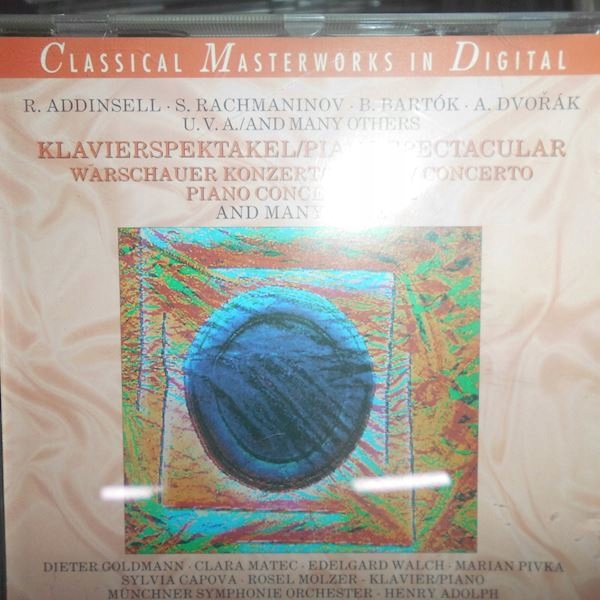 CLASSICAL MASTERWORKS IN DIGITAL
R. ADDINSELL · S. RACHMANINOV · B. BARTÓK · A. DVOŘÁK
U. V. A./AND MANY OTHERS
KLAVIERSPEKTAKEL/PIANO SPECTACULAR
WARSCHAUER KONZERT/ CONCERTO
PIANO
AND MANY
DIETER GOLDMANN · CLARA MATEC · EDELGARD WALCH · MARIAN PIVKA
SYLVIA CAPOVA · ROSEL MOLZER · KLAVIER/PIANO
MÜNCHNER SYMPHONIE ORCHESTER · HENRY ADOLPH